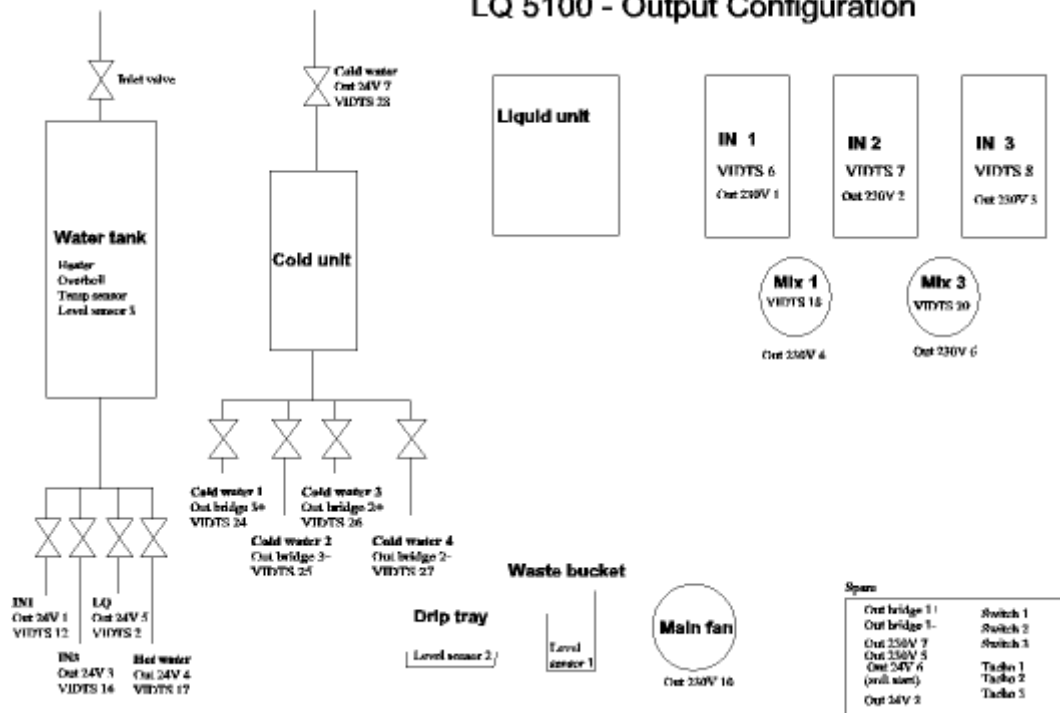 LQ 5100 - Output Configuration
Inlet valve
Cold water
Out 24V 7
VIDTS 28
Water tank
Heater
Overboil
Temp sensor
Level sensor 3
Cold unit
Liquid unit
IN 1
VIDTS 6
Out 230V 1
IN 2
VIDTS 7
Out 230V 2
IN 3
VIDTS 8
Out 230V 3
Mix 1
VIDTS 18
Out 230V 4
Mix 3
VIDTS 20
Out 230V 6
Cold water 1
Out bridge 3+
VIDTS 24
Cold water 2
Out bridge 3-
VIDTS 25
Cold water 3
Out bridge 2+
VIDTS 26
Cold water 4
Out bridge 2-
VIDTS 27
IN1
Out 24V 1
VIDTS 12
IN3
Out 24V 3
VIDTS 14
LQ
Out 24V 5
VIDTS 2
Hot water
Out 24V 4
VIDTS 17
Drip tray
Level sensor 2
Waste bucket
Level
sensor 1
Main fan
Out 230V 10
Spare
Out bridge 1+
Out bridge 1-
Out 230V 7
Out 230V 5
Out 24V 6
Out 24V 2
Switch 1
Switch 2
Switch 3
Tacho 1
Tacho 2
Tacho 3